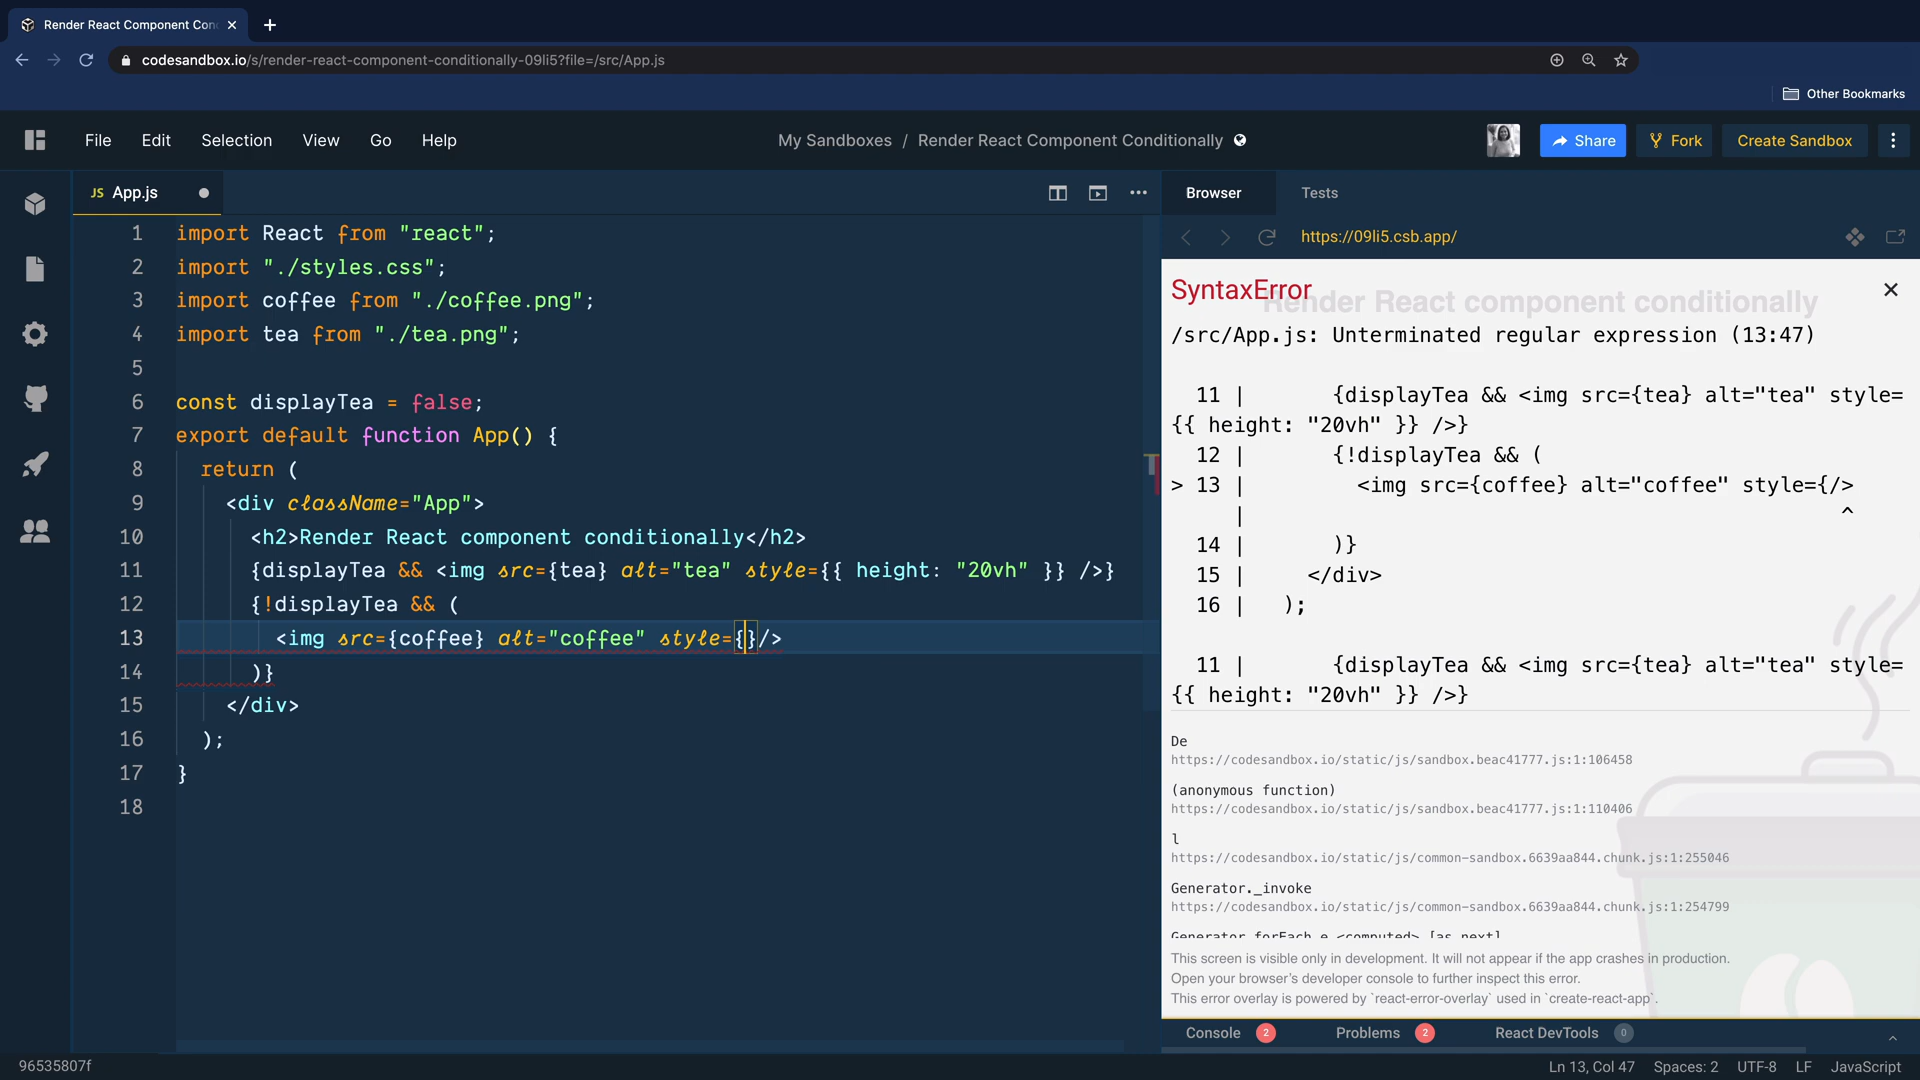 Render React Component Con
codesandbox.io/s/render-react-component-conditionally-09li5?file=/src/App.js
Other Bookmarks
File Edit Selection View Go Help
My Sandboxes / Render React Component Conditionally
Share
Fork
Create Sandbox
JS App.js
1 import React from "react";
2 import "./styles.css";
3 import coffee from "./coffee.png";
4 import tea from "./tea.png";
5
6 const displayTea = false;
7 export default function App() {
8 return (
9 <div className="App">
10 <h2>Render React component conditionally</h2>
11 {displayTea && <img src={tea} alt="tea" style={{ height: "20vh" }} />}
12 {!displayTea && (
13 <img src={coffee} alt="coffee" style={}/>
14 )}
15 </div>
16 );
17 }
18
Browser Tests
https://09li5.csb.app/
SyntaxError
Render React component conditionally
/src/App.js: Unterminated regular expression (13:47)
11 | {displayTea && <img src={tea} alt="tea" style=
{{ height: "20vh" }} />}
12 | {!displayTea && (
> 13 | <img src={coffee} alt="coffee" style={/>
| ^
14 | )}
15 | </div>
16 | );
11 | {displayTea && <img src={tea} alt="tea" style=
{{ height: "20vh" }} />}
De
https://codesandbox.io/static/js/sandbox.beac41777.js:1:106458
(anonymous function)
https://codesandbox.io/static/js/sandbox.beac41777.js:1:110406
l
https://codesandbox.io/static/js/common-sandbox.6639aa844.chunk.js:1:255046
Generator._invoke
https://codesandbox.io/static/js/common-sandbox.6639aa844.chunk.js:1:254799
Generator.forEach.e.<computed> [as next]
This screen is visible only in development. It will not appear if the app crashes in production.
Open your browser's developer console to further inspect this error.
This error overlay is powered by `react-error-overlay` used in `create-react-app`.
Console 2 Problems 2 React DevTools 0
96535807f
Ln 13, Col 47 Spaces: 2 UTF-8 LF JavaScript